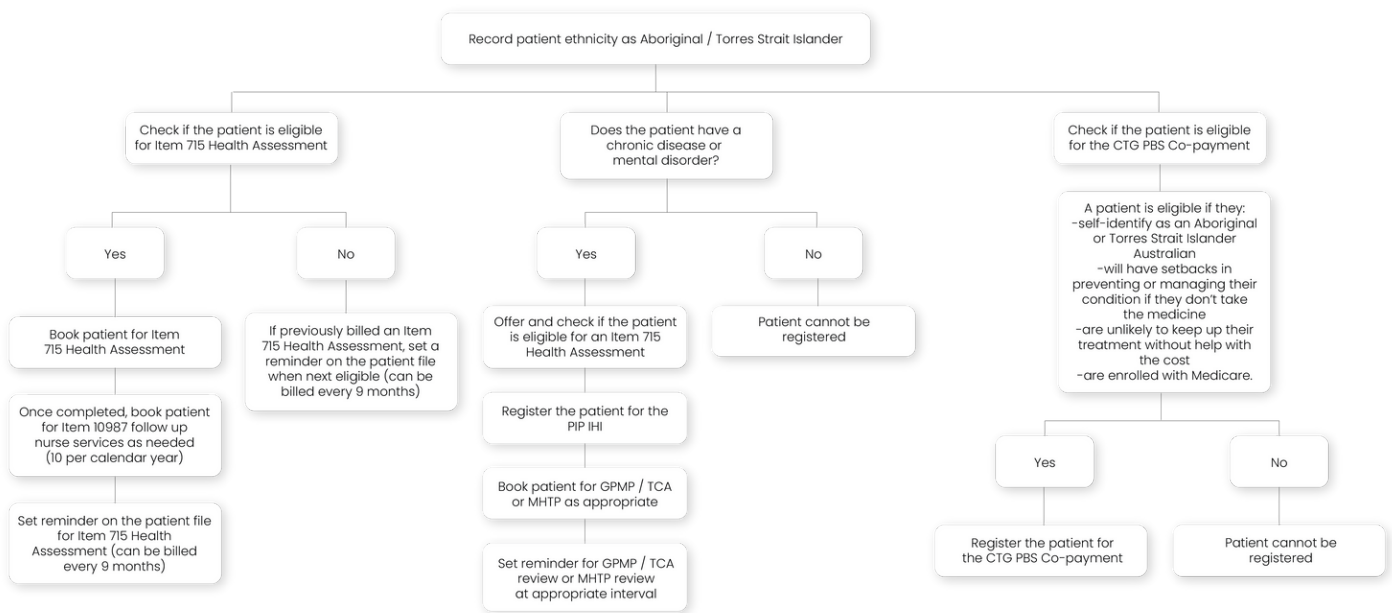 Record patient ethnicity as Aboriginal / Torres Strait Islander
Check if the patient is eligible
for Item 715 Health Assessment
Yes
Book patient for Item
715 Health Assessment
Once completed, book patient
for Item 10987 follow up
nurse services as needed
(10 per calendar year)
Set reminder on the patient file
for Item 715 Health
Assessment (can be billed
every 9 months)
No
If previously billed an Item
715 Health Assessment, set a
reminder on the patient file
when next eligible (can be
billed every 9 months)
Does the patient have a
chronic disease or
mental disorder?
Yes
Offer and check if the patient
is eligible for an Item 715
Health Assessment
Register the patient for the
PIP IHI
Book patient for GPMP / TCA
or MHTP as appropriate
Set reminder for GPMP / TCA
review or MHTP review
at appropriate interval
No
Patient cannot be
registered
Check if the patient is eligible
for the CTG PBS Co-payment
A patient is eligible if they:
-self-identify as an Aboriginal
or Torres Strait Islander
Australian
-will have setbacks in
preventing or managing their
condition if they don't take
the medicine
-are unlikely to keep up their
treatment without help with
the cost
-are enrolled with Medicare.
Yes
Register the patient for
the CTG PBS Co-payment
No
Patient cannot be
registered